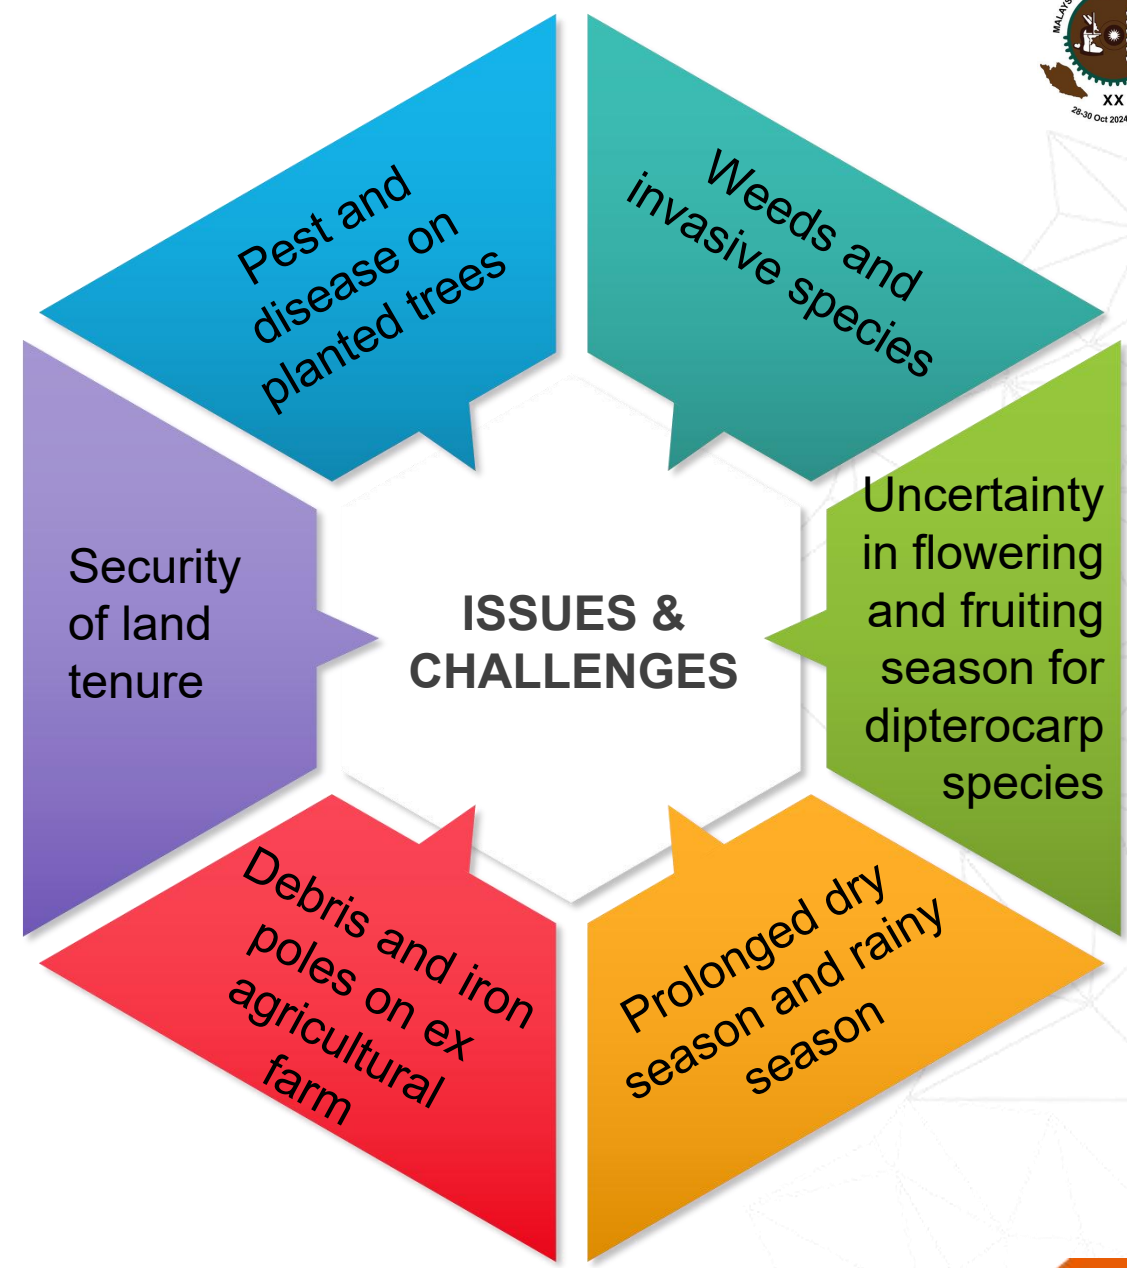 MALAYS
XX
28-30 Oct 2024
Pest and
disease on
planted trees
Weeds and
invasive species
Security
of land
tenure
ISSUES &
CHALLENGES
Uncertainty
in flowering
and fruiting
season for
dipterocarp
species
Debris and iron
poles on ex
agricultural
farm
Prolonged dry
season and rainy
season